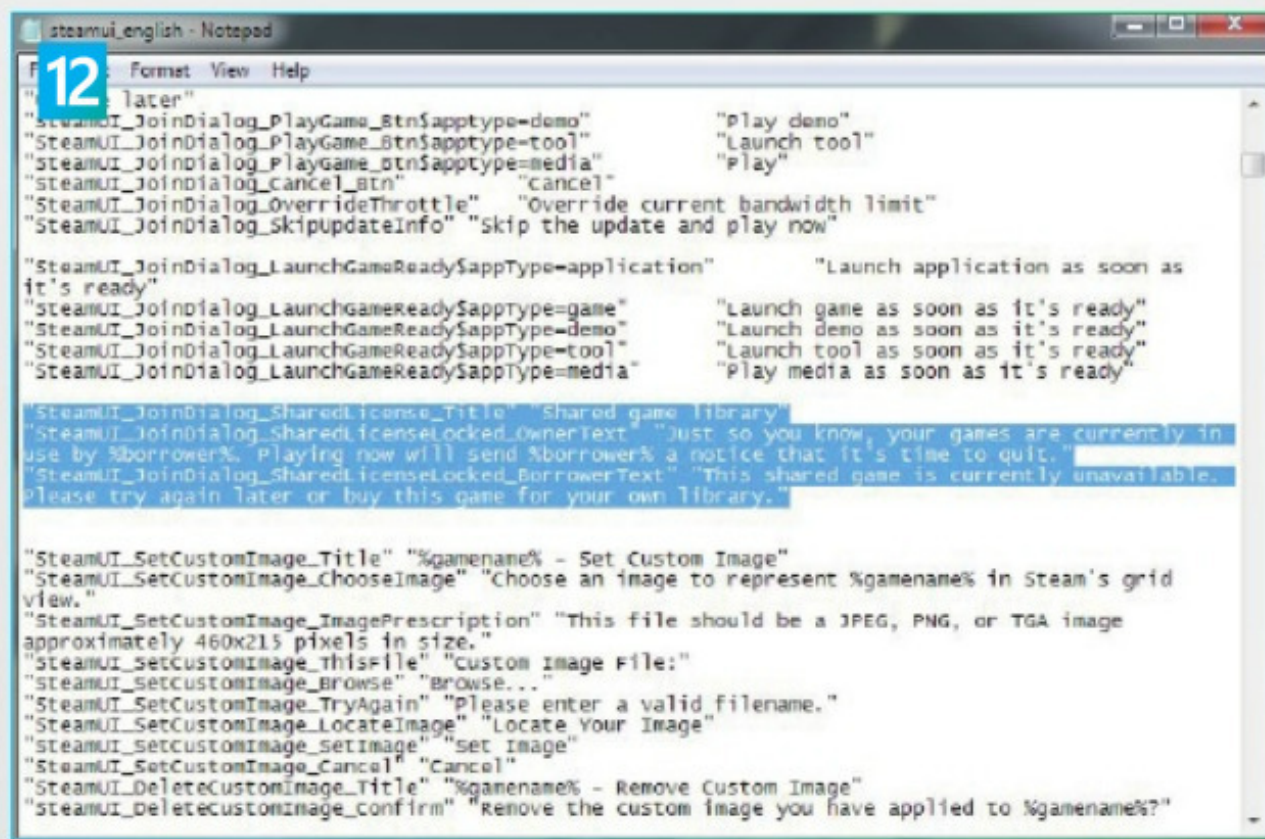 steamui_english - Notepad
12
Format View Help
later"
"SteamUI_JoinDialog_PlayGame_Btn$apptype=demo" "Play demo"
"SteamUI_JoinDialog_PlayGame_Btn$apptype=tool" "Launch tool"
"SteamUI_JoinDialog_PlayGame_Btn$apptype=media" "Play"
"SteamUI_JoinDialog_Cancel_Btn" "Cancel"
"SteamUI_JoinDialog_OverrideThrottle" "Override current bandwidth limit"
"SteamUI_JoinDialog_SkipUpdateInfo" "Skip the update and play now"
"SteamUI_JoinDialog_LaunchGameReady$appType=application" "Launch application as soon as
it's ready"
"SteamUI_JoinDialog_LaunchGameReady$appType=game" "Launch game as soon as it's ready"
"SteamUI_JoinDialog_LaunchGameReady$appType=demo" "Launch demo as soon as it's ready"
"SteamUI_JoinDialog_LaunchGameReady$appType=tool" "Launch tool as soon as it's ready"
"SteamUI_JoinDialog_LaunchGameReady$appType=media" "Play media as soon as it's ready"
"SteamUI_JoinDialog_SharedLicense_Title" "Shared game library"
"SteamUI_JoinDialog_SharedLicenseLocked_OwnerText" "Just so you know, your games are currently in
use by %borrower%. Playing now will send %borrower% a notice that it's time to quit."
"SteamUI_JoinDialog_SharedLicenseLocked_BorrowerText" "This shared game is currently unavailable.
Please try again later or buy this game for your own library."
"SteamUI_SetCustomImage_Title" "%gamename% - Set Custom Image"
"SteamUI_SetCustomImage_ChooseImage" "Choose an image to represent %gamename% in Steam's grid
view."
"SteamUI_SetCustomImage_ImagePrescription" "This file should be a JPEG, PNG, or TGA image
approximately 460x215 pixels in size."
"SteamUI_SetCustomImage_ThisFile" "Custom Image File:"
"SteamUI_SetCustomImage_Browse" "Browse..."
"SteamUI_SetCustomImage_TryAgain" "Please enter a valid filename."
"SteamUI_SetCustomImage_LocateImage" "Locate Your Image"
"SteamUI_SetCustomImage_SetImage" "Set Image"
"SteamUI_SetCustomImage_Cancel" "Cancel"
"SteamUI_DeleteCustomImage_Title" "%gamename% - Remove Custom Image"
"SteamUI_DeleteCustomImage_Confirm" "Remove the custom image you have applied to %gamename%?"